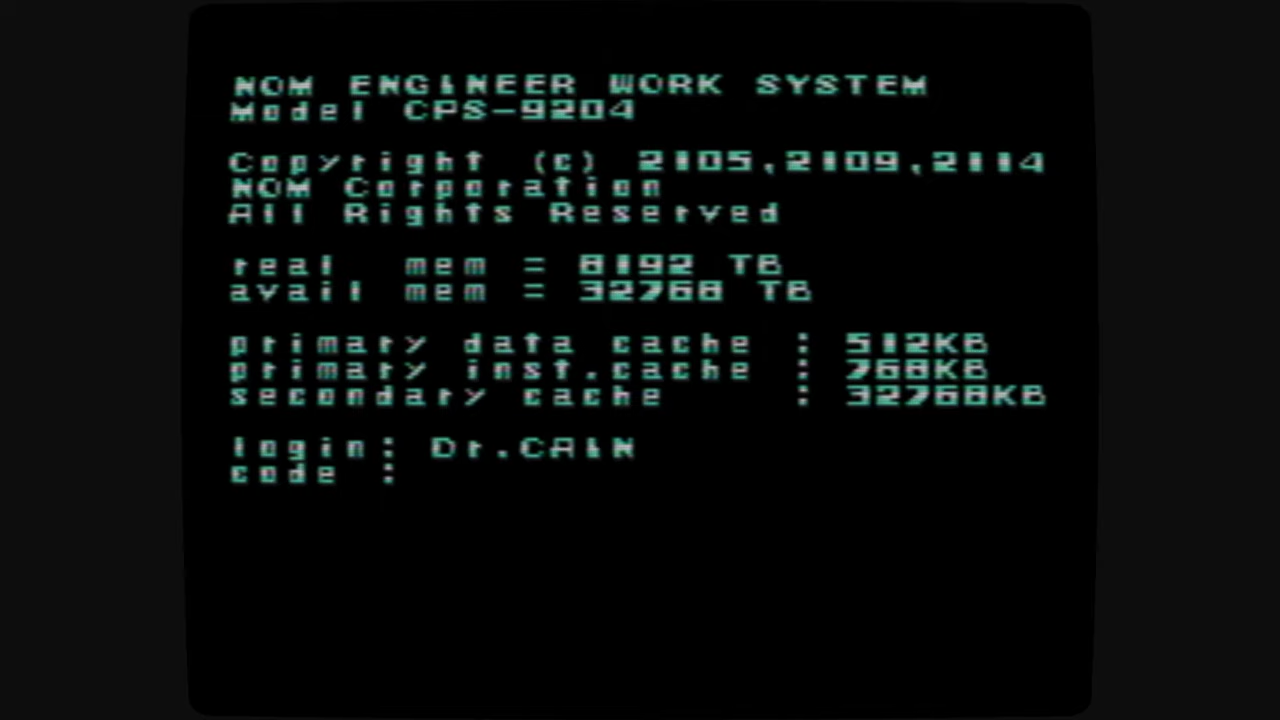 NOM ENGINEER WORK SYSTEM
Model CPS-9204
Copyright (c) 2105,2109,2114
NOM Corporation
All Rights Reserved
real mem = 8192 TB
avail mem = 32768 TB
primary data cache : 512KB
primary inst.cache : 768KB
secondary cache : 32768KB
login: Dr.CAIN
code :